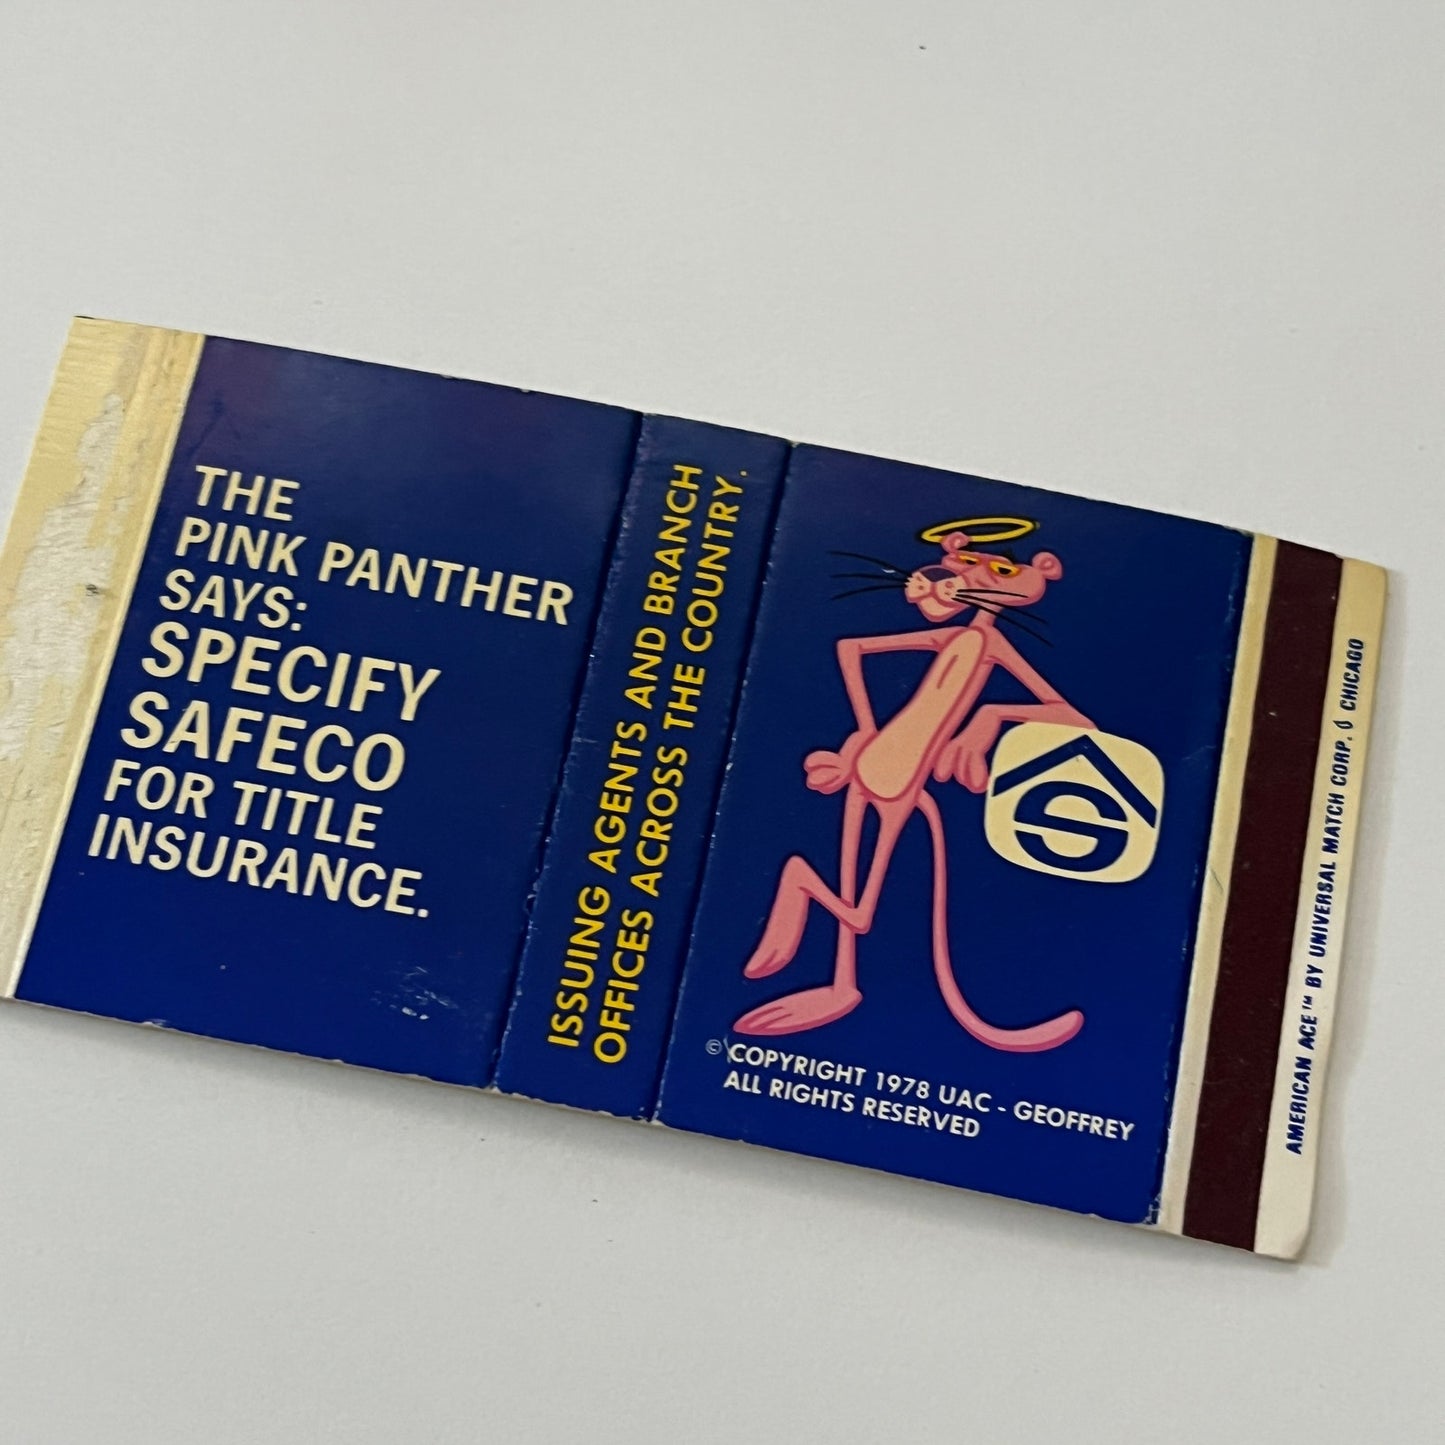 THE
PINK PANTHER
SAYS:
SPECIFY
SAFECO
FOR TITLE
INSURANCE.
ISSUING AGENTS AND BRANCH
OFFICES ACROSS THE COUNTRY.
S
© COPYRIGHT 1978 UAC - GEOFFREY
ALL RIGHTS RESERVED
AMERICAN ACE™ BY UNIVERSAL MATCH CORP. CHICAGO